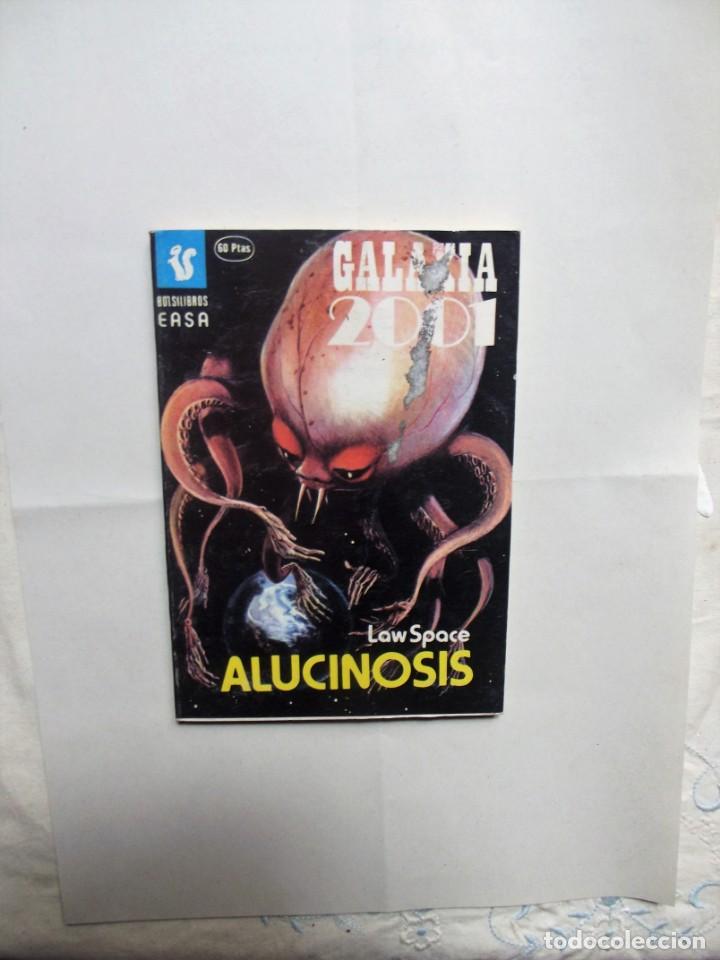 60 Ptas
BOLSILIBROS
EASA
GALAXIA
2001
Law Space
ALUCINOSIS
todocoleccion